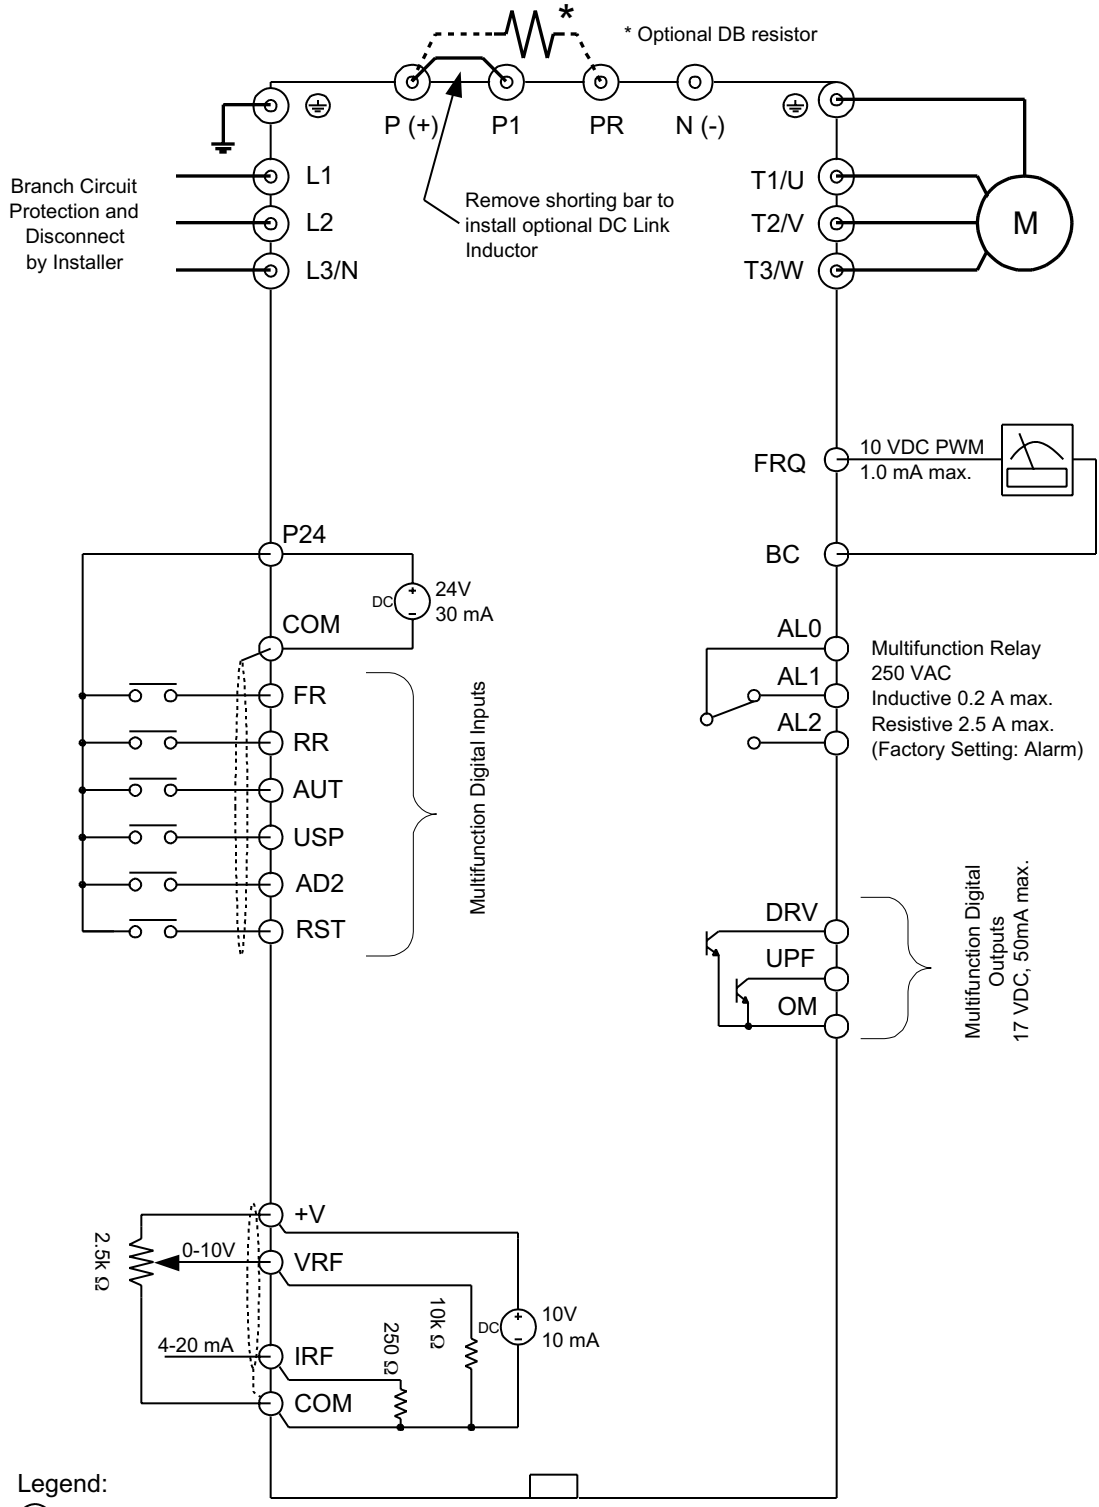 *
* Optional DB resistor
P (+)
P1
PR
N (-)
Branch Circuit
Protection and
Disconnect
by Installer
L1
L2
L3/N
Remove shorting bar to
install optional DC Link
Inductor
T1/U
T2/V
T3/W
M
FRQ
10 VDC PWM
1.0 mA max.
BC
P24
COM
DC
+
−
24V
30 mA
FR
RR
AUT
USP
AD2
RST
Multifunction Digital Inputs
AL0
AL1
AL2
Multifunction Relay
250 VAC
Inductive 0.2 A max.
Resistive 2.5 A max.
(Factory Setting: Alarm)
DRV
UPF
OM
Multifunction Digital
Outputs
17 VDC, 50mA max.
+V
VRF
IRF
COM
2.5k Ω
0-10V
4-20 mA
250 Ω
10k Ω
DC
+
−
10V
10 mA
Legend: